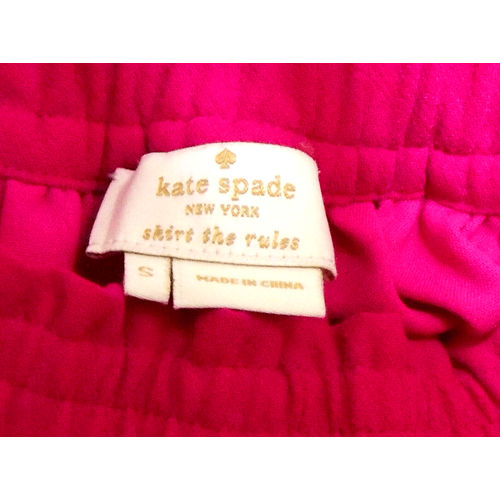 kate spade
NEW YORK
skirt the rules
S
MADE IN CHINA